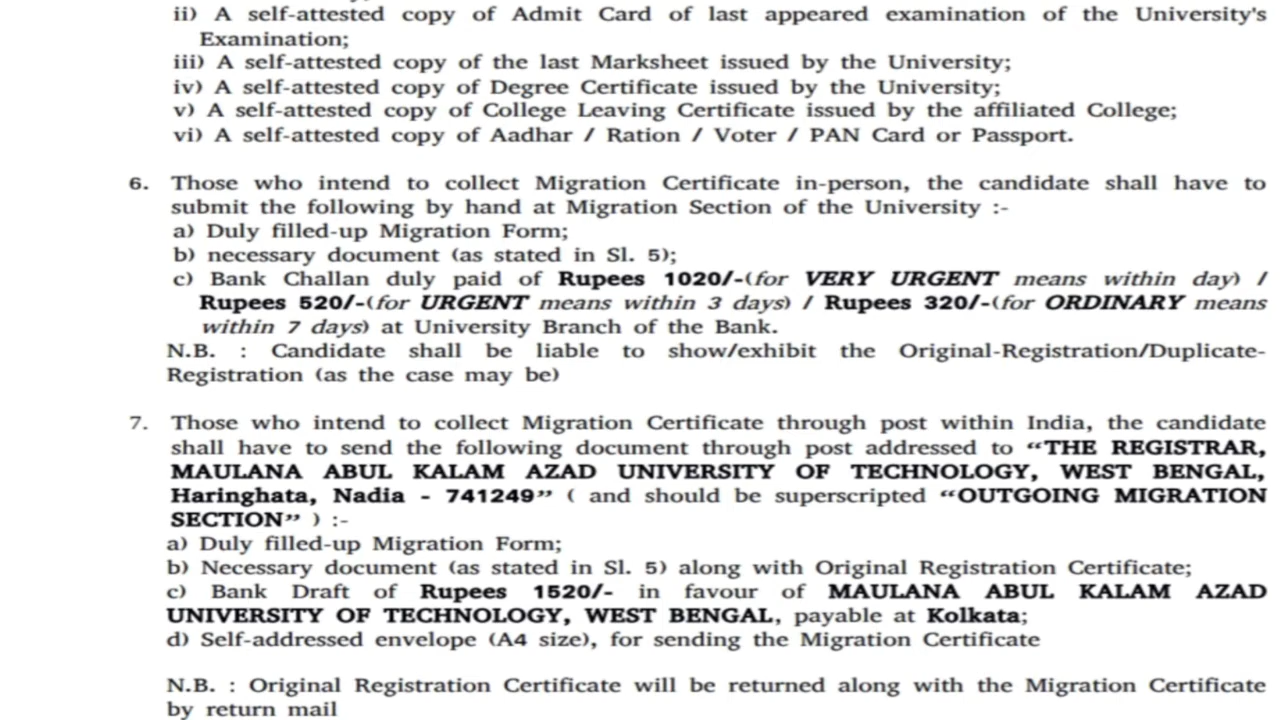 ii) A self-attested copy of Admit Card of last appeared examination of the University's
Examination;
iii) A self-attested copy of the last Marksheet issued by the University;
iv) A self-attested copy of Degree Certificate issued by the University;
v) A self-attested copy of College Leaving Certificate issued by the affiliated College;
vi) A self-attested copy of Aadhar / Ration / Voter / PAN Card or Passport.
6. Those who intend to collect Migration Certificate in-person, the candidate shall have to
submit the following by hand at Migration Section of the University :-
a) Duly filled-up Migration Form;
b) necessary document (as stated in Sl. 5);
c) Bank Challan duly paid of Rupees 1020/-(for VERY URGENT means within day) /
Rupees 520/-(for URGENT means within 3 days) / Rupees 320/-(for ORDINARY means
within 7 days) at University Branch of the Bank.
N.B. : Candidate shall be liable to show/exhibit the Original-Registration/Duplicate-
Registration (as the case may be)
7. Those who intend to collect Migration Certificate through post within India, the candidate
shall have to send the following document through post addressed to “THE REGISTRAR,
MAULANA ABUL KALAM AZAD UNIVERSITY OF TECHNOLOGY, WEST BENGAL,
Haringhata, Nadia - 741249” ( and should be superscripted “OUTGOING MIGRATION
SECTION” ) :-
a) Duly filled-up Migration Form;
b) Necessary document (as stated in Sl. 5) along with Original Registration Certificate;
c) Bank Draft of Rupees 1520/- in favour of MAULANA ABUL KALAM AZAD
UNIVERSITY OF TECHNOLOGY, WEST BENGAL, payable at Kolkata;
d) Self-addressed envelope (A4 size), for sending the Migration Certificate
N.B. : Original Registration Certificate will be returned along with the Migration Certificate
by return mail